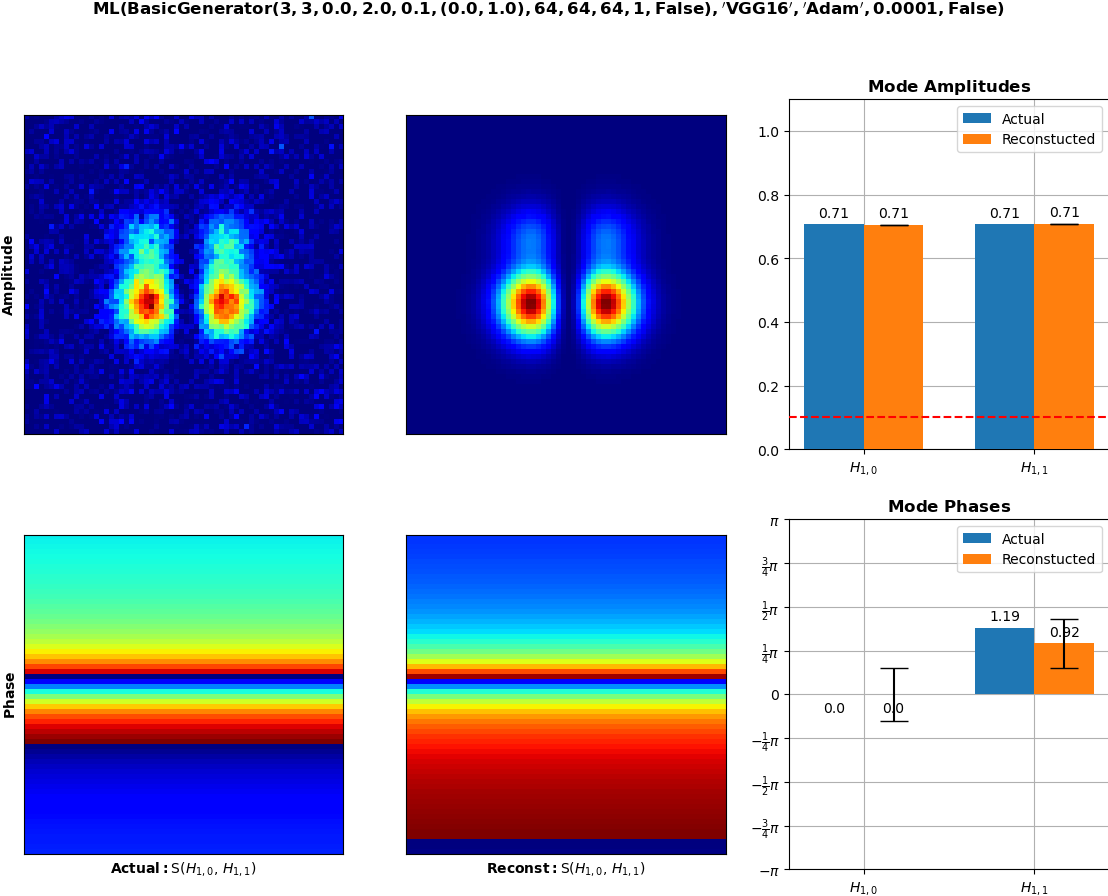 ML(BasicGenerator(3, 3, 0.0, 2.0, 0.1, (0.0, 1.0), 64, 64, 64, 1, False), ′VGG16′, ′Adam′, 0.0001, False)
Amplitude
Mode Amplitudes
Actual
Reconstucted
1.0
0.8
0.6
0.4
0.2
0.0
0.71
0.71
0.71
0.71
H1, 0
H1, 1
Phase
Actual: S(H1, 0, H1, 1)
Reconst: S(H1, 0, H1, 1)
Mode Phases
Actual
Reconstucted
π
3/4π
1/2π
1/4π
0
−1/4π
−1/2π
−3/4π
−π
0.0
0.0
1.19
0.92
H1, 0
H1, 1